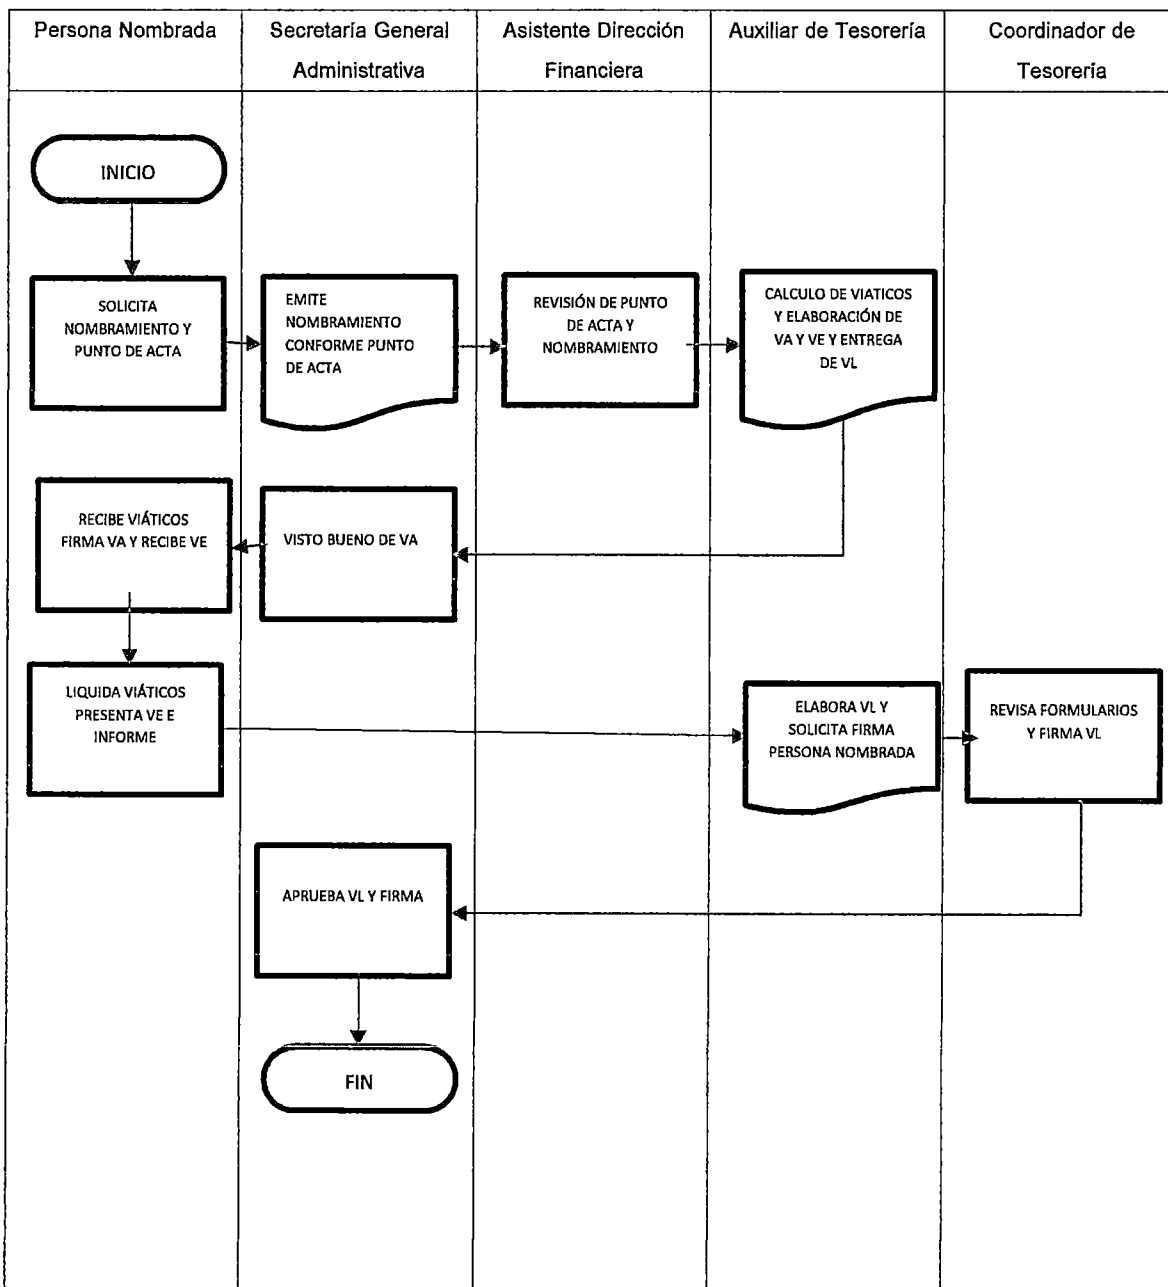 Persona Nombrada
Secretaría General
Administrativa
Asistente Dirección
Financiera
Auxiliar de Tesorería
Coordinador de
Tesorería
INICIO
SOLICITA
NOMBRAMIENTO Y
PUNTO DE ACTA
EMITE
NOMBRAMIENTO
CONFORME PUNTO
DE ACTA
REVISIÓN DE PUNTO
DE ACTA Y
NOMBRAMIENTO
CALCULO DE VIATICOS
Y ELABORACIÓN DE
VA Y VE Y ENTREGA
DE VL
RECIBE VIÁTICOS
FIRMA VA Y RECIBE VE
VISTO BUENO DE VA
LIQUIDA VIÁTICOS
PRESENTA VE E
INFORME
ELABORA VL Y
SOLICITA FIRMA
PERSONA NOMBRADA
REVISA FORMULARIOS
Y FIRMA VL
APRUEBA VL Y FIRMA
FIN